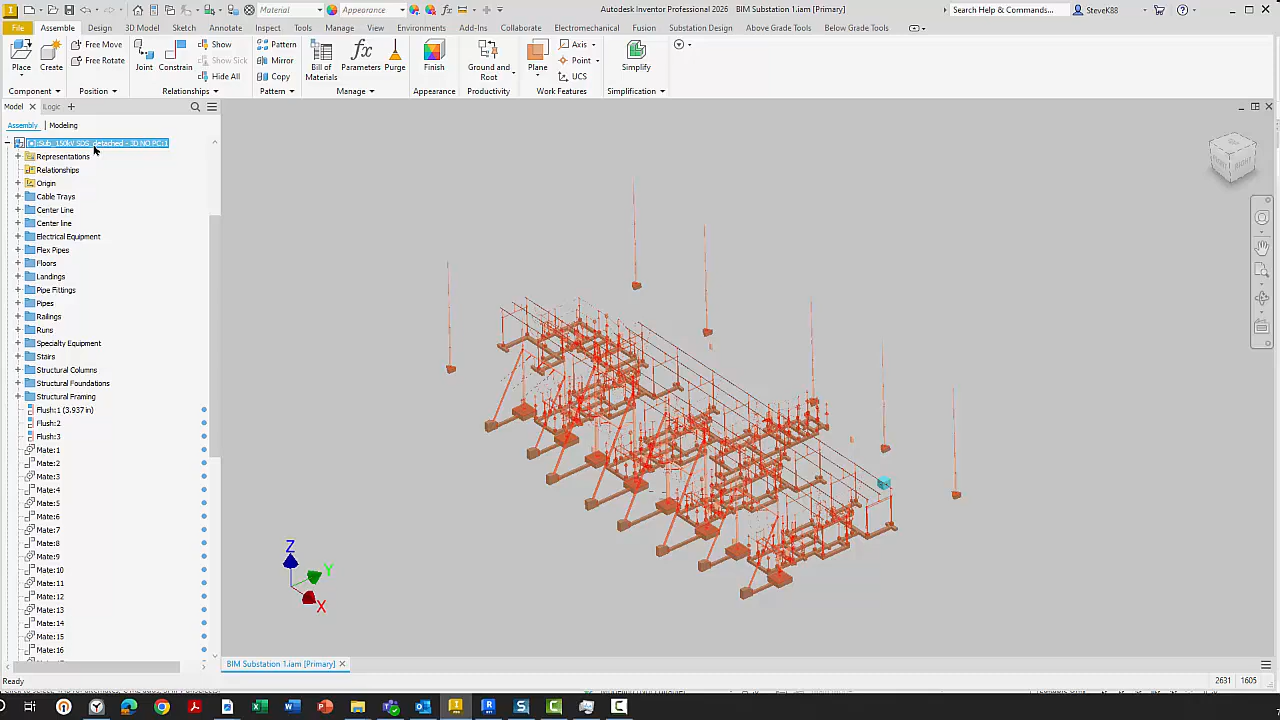 Material
Appearance
Autodesk Inventor Professional 2026 BIM Substation 1.iam (Primary)
Search Help & Commands...
SteveK88
File
Assemble
Design
3D Model
Sketch
Annotate
Inspect
Tools
Manage
View
Environments
Add-Ins
Collaborate
Electromechanical
Fusion
Substation Design
Above Grade Tools
Below Grade Tools
Place
Create
Free Move
Free Rotate
Joint
Constrain
Show
Show Sick
Hide All
Pattern
Mirror
Copy
Bill of Materials
Parameters
Purge
Finish
Ground and Root
Plane
Axis
Point
UCS
Simplify
Component
Position
Relationships
Pattern
Manage
Appearance
Productivity
Work Features
Simplification
Model
iLogic
Assembly
Modeling
Sub_150kV SDS_detached - 3D NO PC:1
Representations
Relationships
Origin
Cable Trays
Center Line
Center line
Electrical Equipment
Flex Pipes
Floors
Landings
Pipe Fittings
Pipes
Railings
Runs
Specialty Equipment
Stairs
Structural Columns
Structural Foundations
Structural Framing
Flush:1 (3.937 in)
Flush:2
Flush:3
Mate:1
Mate:2
Mate:3
Mate:4
Mate:5
Mate:6
Mate:7
Mate:8
Mate:9
Mate:10
Mate:11
Mate:12
Mate:13
Mate:14
Mate:15
Mate:16
Z
Y
X
BIM Substation 1.iam [Primary]
Ready
2631 1605